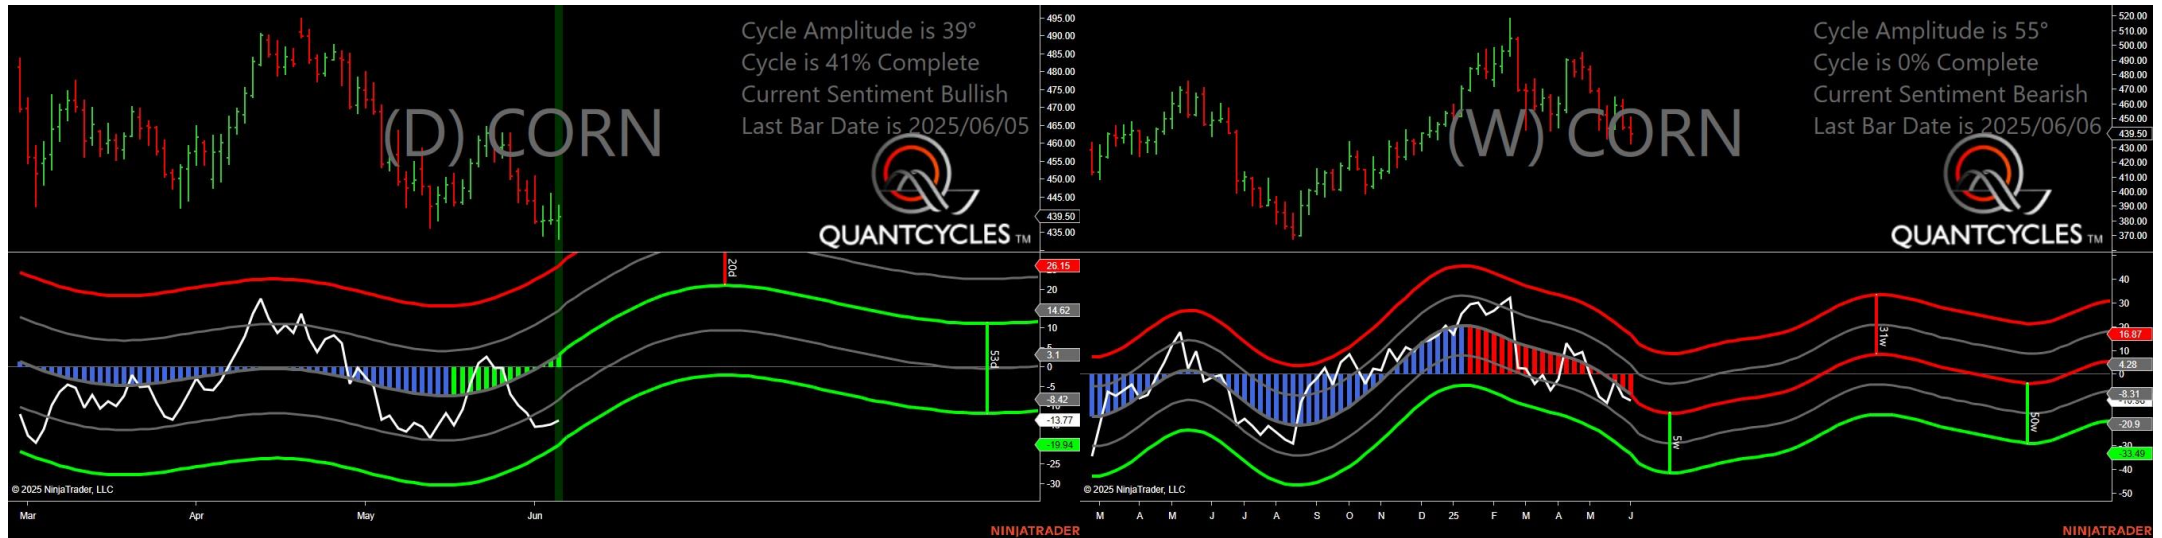 Cycle Amplitude is 39°
Cycle is 41% Complete
Current Sentiment Bullish
Last Bar Date is 2025/06/05
(D) CORN
QUANTCYCLES TM
495.00
490.00
485.00
480.00
475.00
470.00
465.00
460.00
455.00
450.00
445.00
439.50
435.00
20d
53d
26.15
20
14.62
10
5
3.1
0
-5
-8.42
-13.77
-19.94
-25
-30
© 2025 NinjaTrader, LLC
Mar Apr May Jun
NINJATRADER
Cycle Amplitude is 55°
Cycle is 0% Complete
Current Sentiment Bearish
Last Bar Date is 2025/06/06
(W) CORN
QUANTCYCLES TM
520.00
510.00
500.00
490.00
480.00
470.00
460.00
450.00
439.50
430.00
420.00
410.00
400.00
390.00
380.00
370.00
31w
5w
50w
40
30
20
16.87
10
4.28
0
-8.31
-20.9
-30
-33.49
-40
-50
© 2025 NinjaTrader, LLC
M A M J J A S O N D 25 F M A M J
NINJATRADER